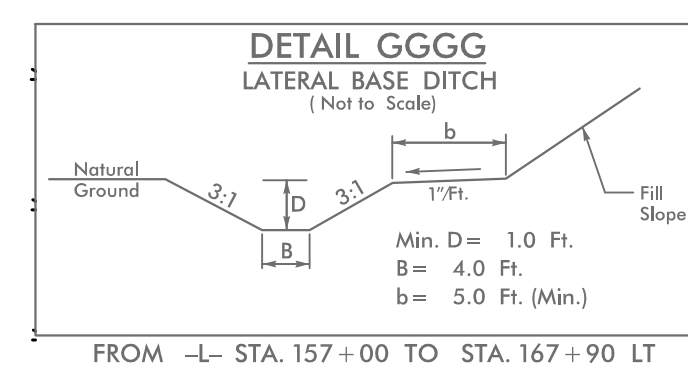 DETAIL GGGG
LATERAL BASE DITCH
( Not to Scale)
b
Natural
Ground
3:1
D
3:1
1"/Ft.
Fill
Slope
B
Min. D = 1.0 Ft.
B = 4.0 Ft.
b = 5.0 Ft. (Min.)
FROM –L– STA. 157+00 TO STA. 167+90 LT